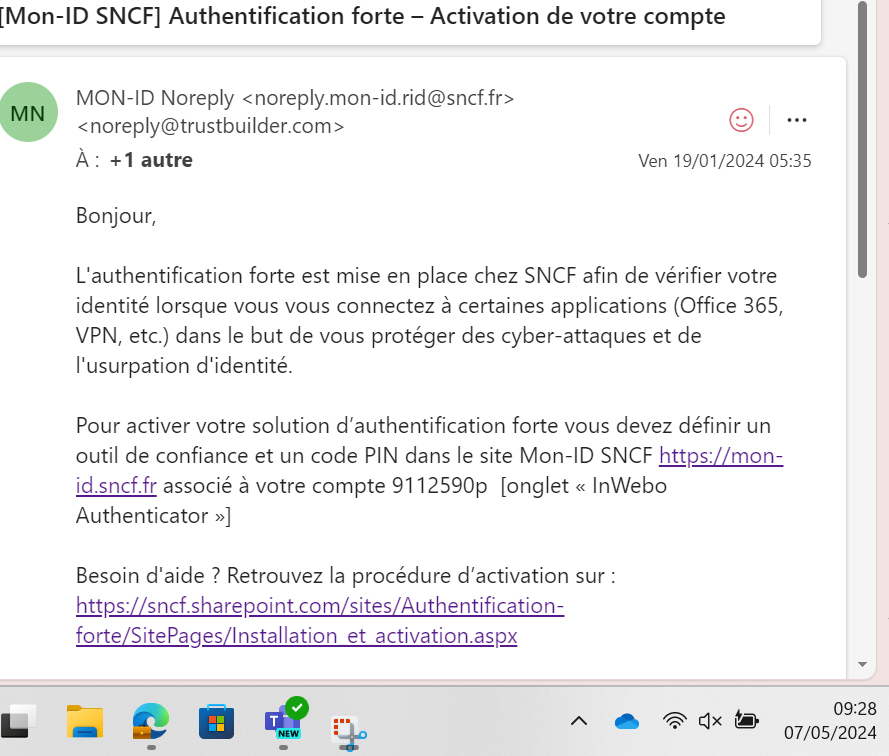 [Mon-ID SNCF] Authentification forte – Activation de votre compte
MN
MON-ID Noreply <noreply.mon-id.rid@sncf.fr>
<noreply@trustbuilder.com>
À : +1 autre
Ven 19/01/2024 05:35
Bonjour,
L'authentification forte est mise en place chez SNCF afin de vérifier votre
identité lorsque vous vous connectez à certaines applications (Office 365,
VPN, etc.) dans le but de vous protéger des cyber-attaques et de
l'usurpation d'identité.
Pour activer votre solution d’authentification forte vous devez définir un
outil de confiance et un code PIN dans le site Mon-ID SNCF https://mon-
id.sncf.fr associé à votre compte 9112590p  [onglet « InWebo
Authenticator »]
Besoin d'aide ? Retrouvez la procédure d’activation sur :
https://sncf.sharepoint.com/sites/Authentification-
forte/SitePages/Installation_et_activation.aspx
T
NEW
09:28
07/05/2024